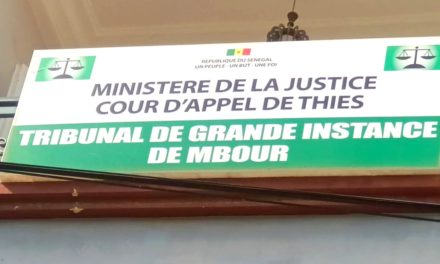 REPUBLIQUE DU SENEGAL
UN PEUPLE - UN BUT - UNE FOI
MINISTERE DE LA JUSTICE
COUR D'APPEL DE THIES
TRIBUNAL DE GRANDE INSTANCE
DE MBOUR